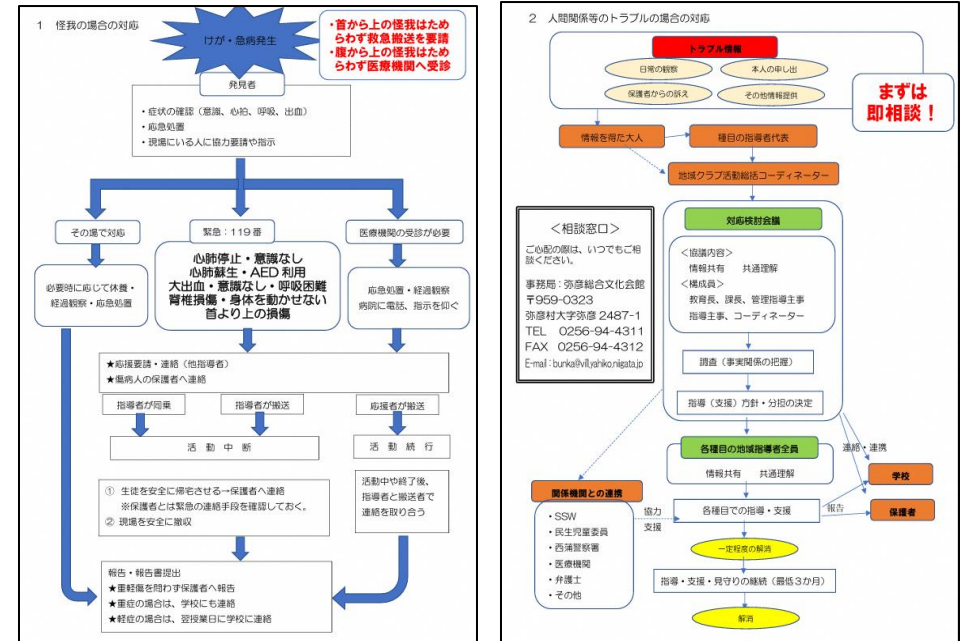 1 怪我の場合の対応
けが・急病発生
・首から上の怪我はため
らわず救急搬送を要請
・腹から上の怪我はため
らわず医療機関へ受診
発見者
・症状の確認（意識、心拍、呼吸、出血）
・応急処置
・現場にいる人に協力要請や指示
その場で対応
緊急：119番
医療機関の受診が必要
必要時に応じて休養・
経過観察・応急処置
心肺停止・意識なし
心肺蘇生・AED利用
大出血・意識なし・呼吸困難
脊椎損傷・身体を動かせない
首より上の損傷
応急処置・経過観察
病院に電話、指示を仰ぐ
★応援要請・連絡（他指導者）
★傷病人の保護者へ連絡
指導者が同乗
指導者が搬送
応援者が搬送
活 動 中 断
活 動 続 行
① 生徒を安全に帰宅させる→保護者へ連絡
※保護者とは緊急の連絡手段を確認しておく。
② 現場を安全に撤収
活動中や終了後、
指導者と搬送者で
連絡を取り合う
報告・報告書提出
★重軽傷を問わず保護者へ報告
★重症の場合は、学校にも連絡
★軽症の場合は、翌授業日に学校に連絡
2 人間関係等のトラブルの場合の対応
トラブル情報
日常の観察
本人の申し出
保護者からの訴え
その他情報提供
まずは
即相談！
情報を得た大人
種目の指導者代表
地域クラブ活動総括コーディネーター
＜相談窓口＞
ご心配の際は、いつでもご相
談ください。
事務局：弥彦総合文化会館
〒959-0323
弥彦村大字弥彦2487-1
TEL 0256-94-4311
FAX 0256-94-4312
E-mail：bunka@vill.yahiko.niigata.jp
対応検討会議
＜協議内容＞
情報共有 共通理解
＜構成員＞
教育長、課長、管理指導主事
指導主事、コーディネーター
調査（事実関係の把握）
指導（支援）方針・分担の決定
各種目の地域指導者全員
情報共有 共通理解
連絡・連携
学校
保護者
関係機関との連携
・SSW
・民生児童委員
・西蒲警察署
・医療機関
・弁護士
・その他
協力
支援
各種目での指導・支援
報告
一定程度の解消
指導・支援・見守りの継続（最低3か月）
解消